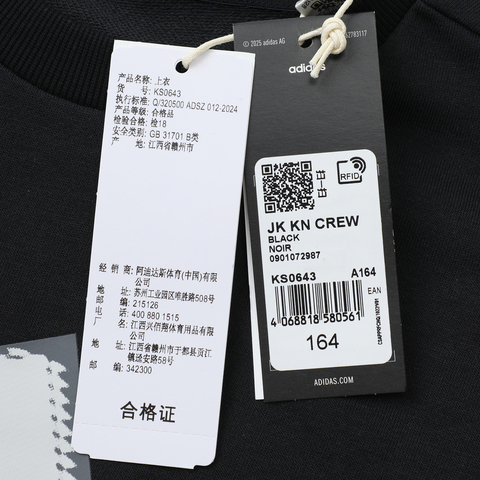 产品名称: 上衣
货 号: KS0643
执行标准: Q/320500 ADSZ 012-2024
产品等级: 合格品
检验合格: 检18
安全类别: GB 31701 B类
产 地: 江西省赣州市
经 销 商: 阿迪达斯体育(中国)有限
公司
地 址: 苏州工业园区唯胜路508号
邮 编: 215126
电 话: 400 880 1515
厂 名: 江西兴佰翔体育用品有限
公司
地 址: 江西省赣州市于都县贡江
镇远安路58号
邮 编: 342300
合格证
© 2025 adidas AG
adidas
RFID
JK KN CREW
BLACK
NOIR
0901072987
KS0643 A164
EAN
4 068818 580561
164
ADIDAS.COM